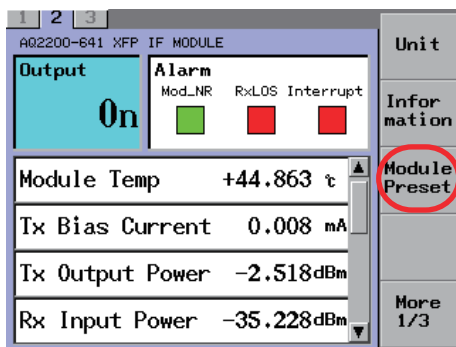 1 2 3
AQ2200-641 XFP IF MODULE
Output
On
Alarm
Mod_NR RxLOS Interrupt
Module Temp +44.863 ℃
Tx Bias Current 0.008 mA
Tx Output Power -2.518dBm
Rx Input Power -35.228dBm
Unit
Infor
mation
Module
Preset
More
1/3